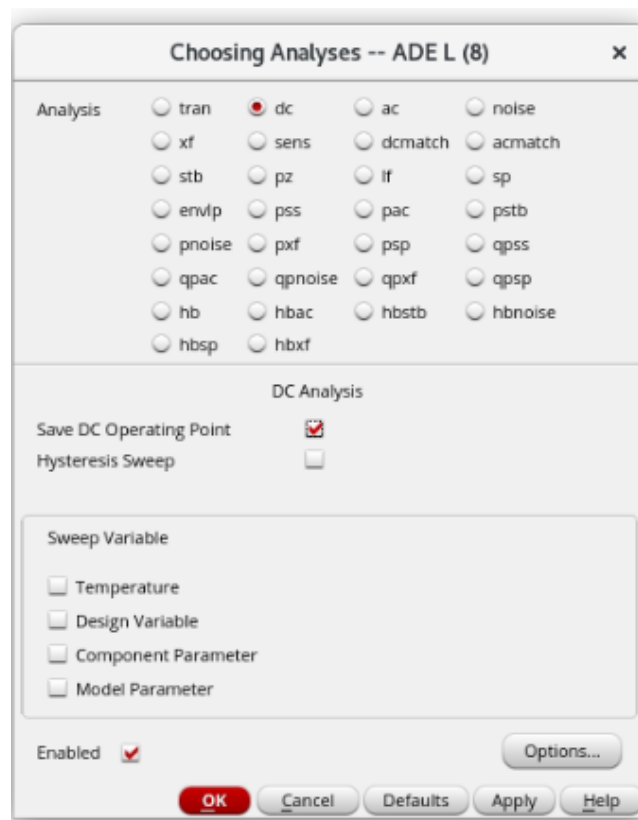 Choosing Analyses -- ADE L (8) ×
Analysis tran dc ac noise
xf sens dcmatch acmatch
stb pz lf sp
envlp pss pac pstb
pnoise pxf psp qpss
qpac qpnoise qpxf qpsp
hb hbac hbstb hbnoise
hbsp hbxf
DC Analysis
Save DC Operating Point
Hysteresis Sweep
Sweep Variable
Temperature
Design Variable
Component Parameter
Model Parameter
Enabled Options...
OK Cancel Defaults Apply Help